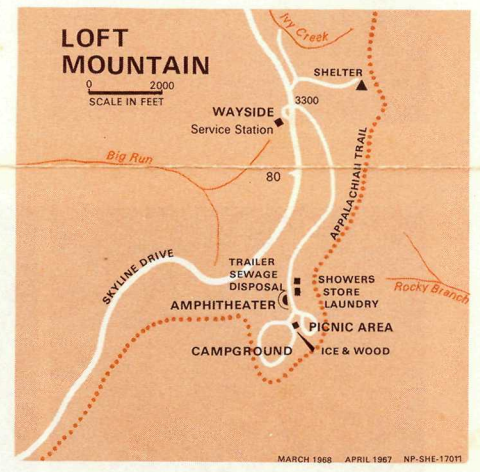 Ivy Creek
LOFT
MOUNTAIN
0 2000
SCALE IN FEET
SHELTER
3300
WAYSIDE
Service Station
APPALACHIAN TRAIL
Big Run
80
SKYLINE DRIVE
TRAILER
SEWAGE
DISPOSAL
SHOWERS
STORE
LAUNDRY
Rocky Branch
AMPHITHEATER
PICNIC AREA
CAMPGROUND
ICE & WOOD
MARCH 1968 APRIL 1967 NP-SHE-17011